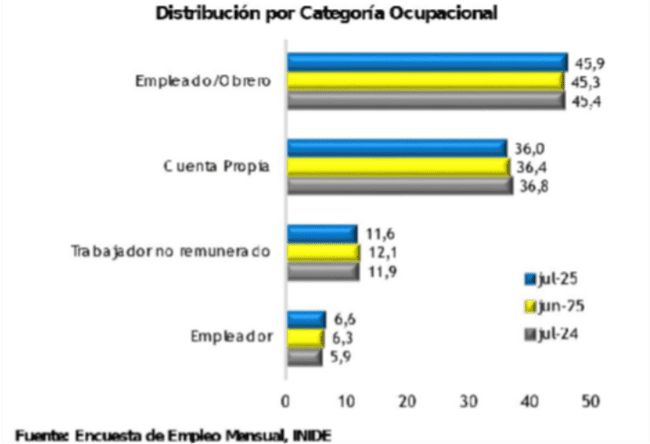 Distribución por Categoría Ocupacional
Empleado/Obrero
45,9
45,3
45,4
Cuenta Propia
36,0
36,4
36,8
Trabajador no remunerado
11,6
12,1
11,9
Empleador
6,6
6,3
5,9
jul-25
jun-25
jul-24
0 10 20 30 40 50
Fuente: Encuesta de Empleo Mensual, INIDE